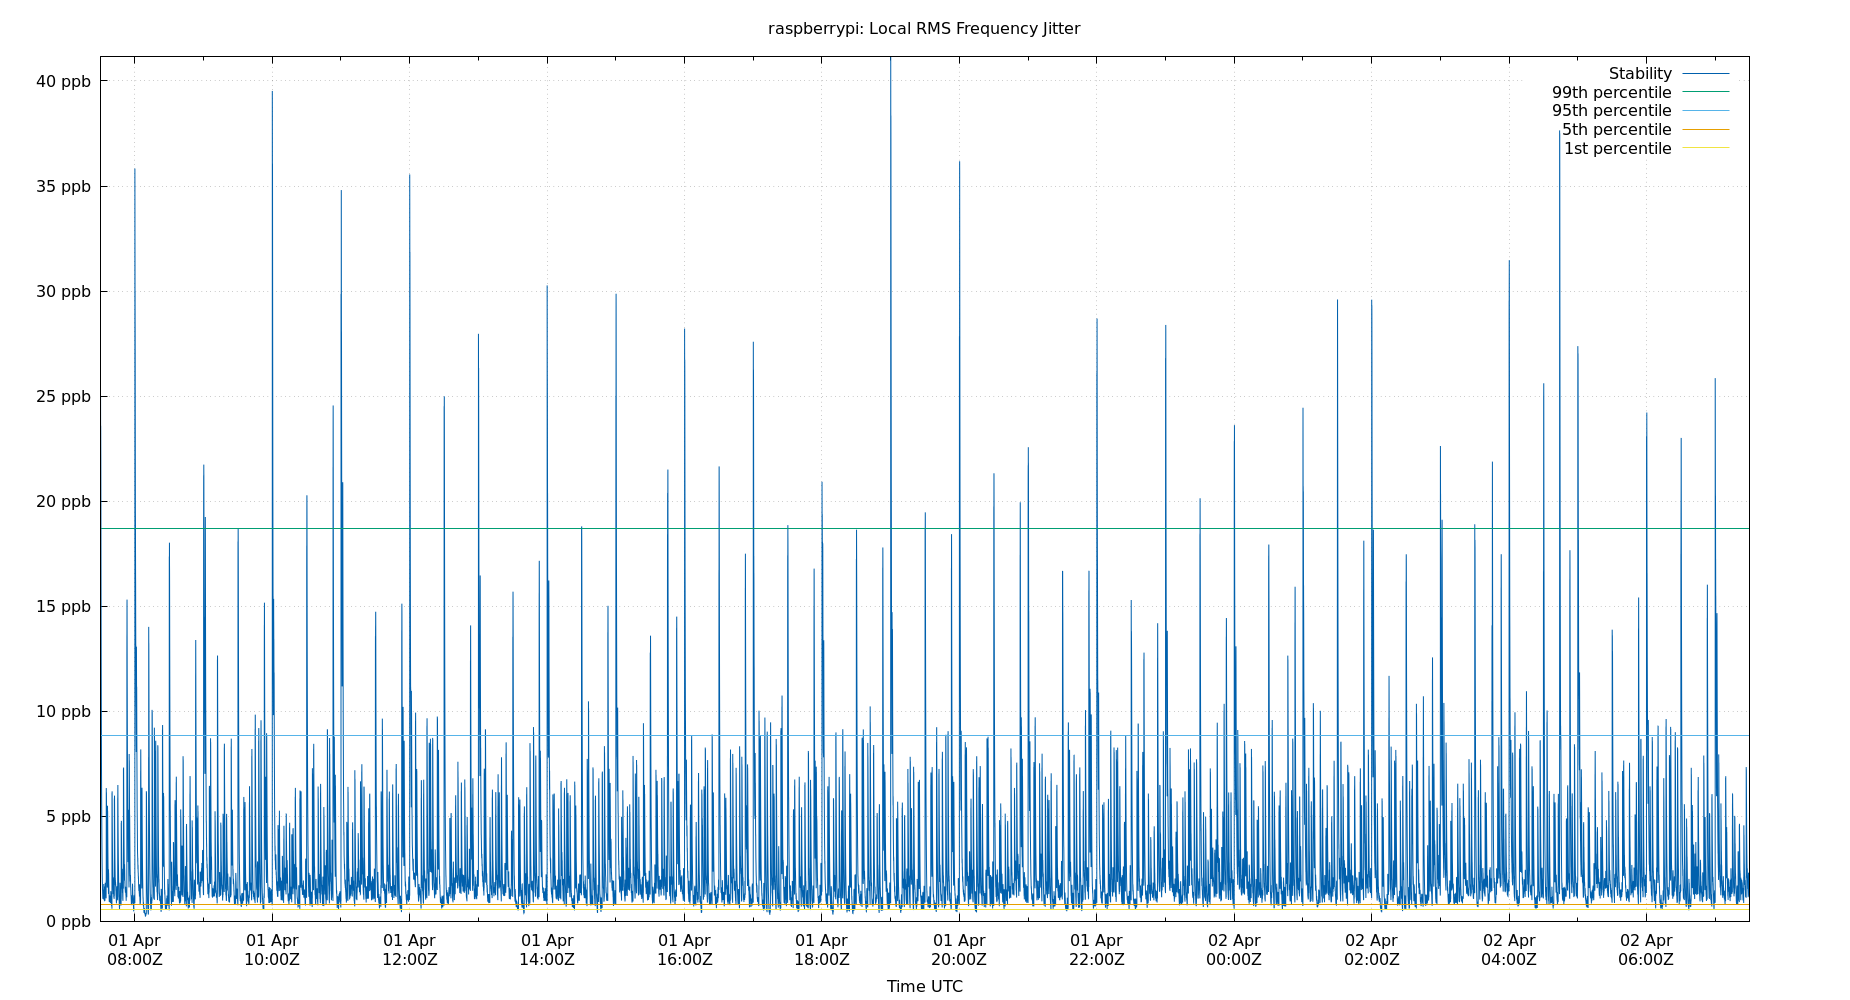 raspberrypi: Local RMS Frequency Jitter
40 ppb
35 ppb
30 ppb
25 ppb
20 ppb
15 ppb
10 ppb
5 ppb
0 ppb
Stability
99th percentile
95th percentile
5th percentile
1st percentile
01 Apr 01 Apr 01 Apr 01 Apr 01 Apr 01 Apr 01 Apr 01 Apr 02 Apr 02 Apr 02 Apr 02 Apr
08:00Z 10:00Z 12:00Z 14:00Z 16:00Z 18:00Z 20:00Z 22:00Z 00:00Z 02:00Z 04:00Z 06:00Z
Time UTC